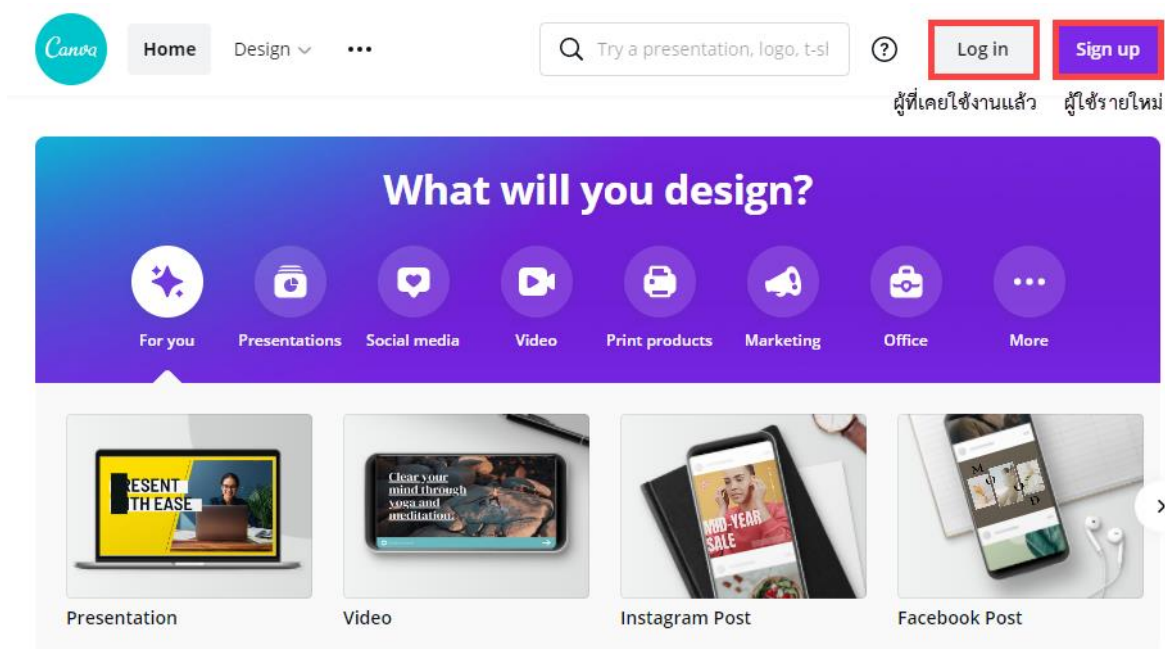 Canva
Home
Design
Try a presentation, logo, t-sl
Log in
Sign up
ผู้ที่เคยใช้งานแล้ว
ผู้ใช้รายใหม่
What will you design?
For you
Presentations
Social media
Video
Print products
Marketing
Office
More
RESENT
ITH EASE
Clear your
mind through
yoga and
meditation.
MID-YEAR
SALE
M
O
O
D
Presentation
Video
Instagram Post
Facebook Post